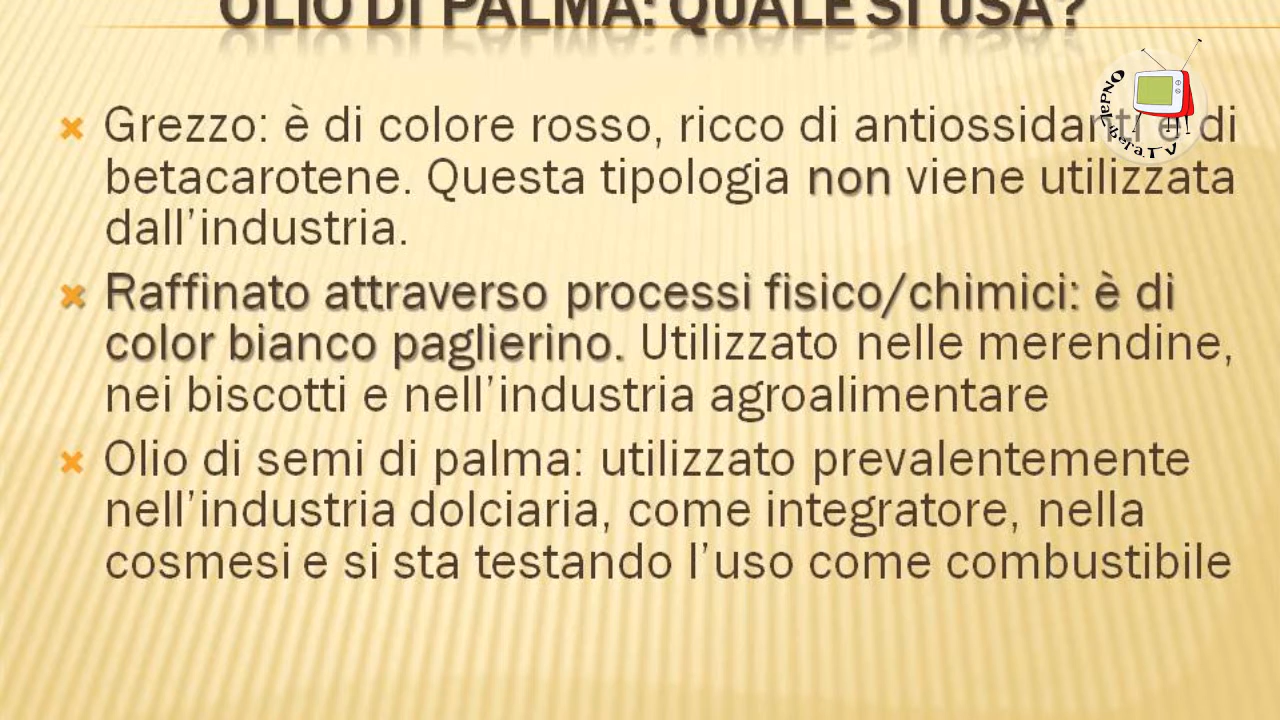 OLIO DI PALMA: QUALE SI USA?
Grezzo: è di colore rosso, ricco di antiossidanti e di
betacarotene. Questa tipologia non viene utilizzata
dall'industria.
Raffinato attraverso processi fisico/chimici: è di
color bianco paglierino. Utilizzato nelle merendine,
nei biscotti e nell'industria agroalimentare
Olio di semi di palma: utilizzato prevalentemente
nell'industria dolciaria, come integratore, nella
cosmesi e si sta testando l'uso come combustibile
OndaLiberaTV